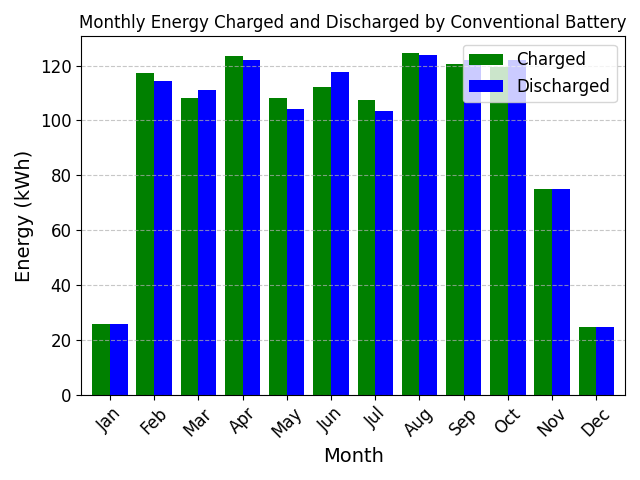 Monthly Energy Charged and Discharged by Conventional Battery
Charged
Discharged
Energy (kWh)
120
100
80
60
40
20
0
Jan Feb Mar Apr May Jun Jul Aug Sep Oct Nov Dec
Month